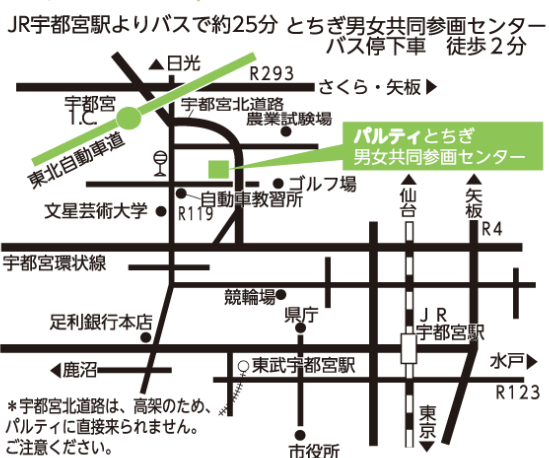 JR宇都宮駅よりバスで約25分 とちぎ男女共同参画センター
バス停下車 徒歩2分
▲日光
R293
さくら・矢板▶
宇都宮
I.C.
宇都宮北道路
農業試験場
東北自動車道
パルティとちぎ
男女共同参画センター
ゴルフ場
自動車教習所
文星芸術大学
R119
仙台
矢板
R4
宇都宮環状線
競輪場
県庁
JR
宇都宮駅
足利銀行本店
◀鹿沼
東武宇都宮駅
水戸▶
R123
東京
市役所
*宇都宮北道路は、高架のため、
パルティに直接来られません。
ご注意ください。